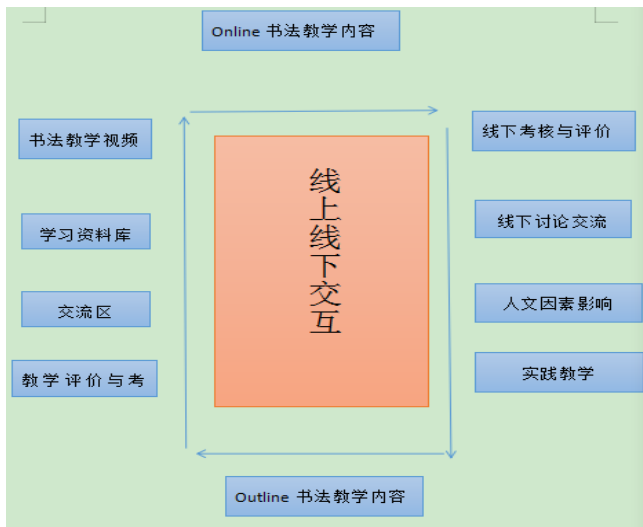 Online 书法教学内容
书法教学视频
学习资料库
交流区
教学评价与考
线上线下交互
线下考核与评价
线下讨论交流
人文因素影响
实践教学
Outline 书法教学内容